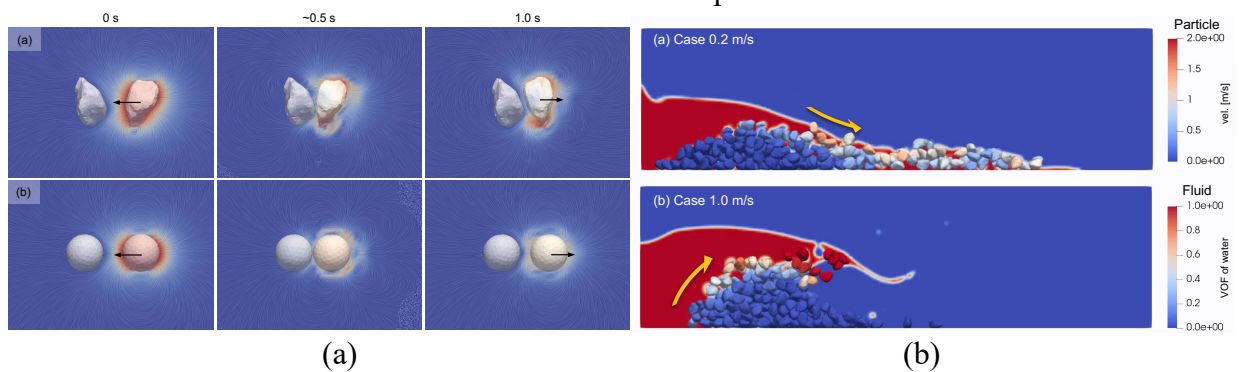 0 s ~0.5 s 1.0 s
(a)
(b)
(a)
(a) Case 0.2 m/s
Particle
2.0e+00
1.5
1
0.5
0.0e+00
vel. [m/s]
(b) Case 1.0 m/s
Fluid
1.0e+00
0.8
0.6
0.4
0.2
0.0e+00
VOF of water
(b)